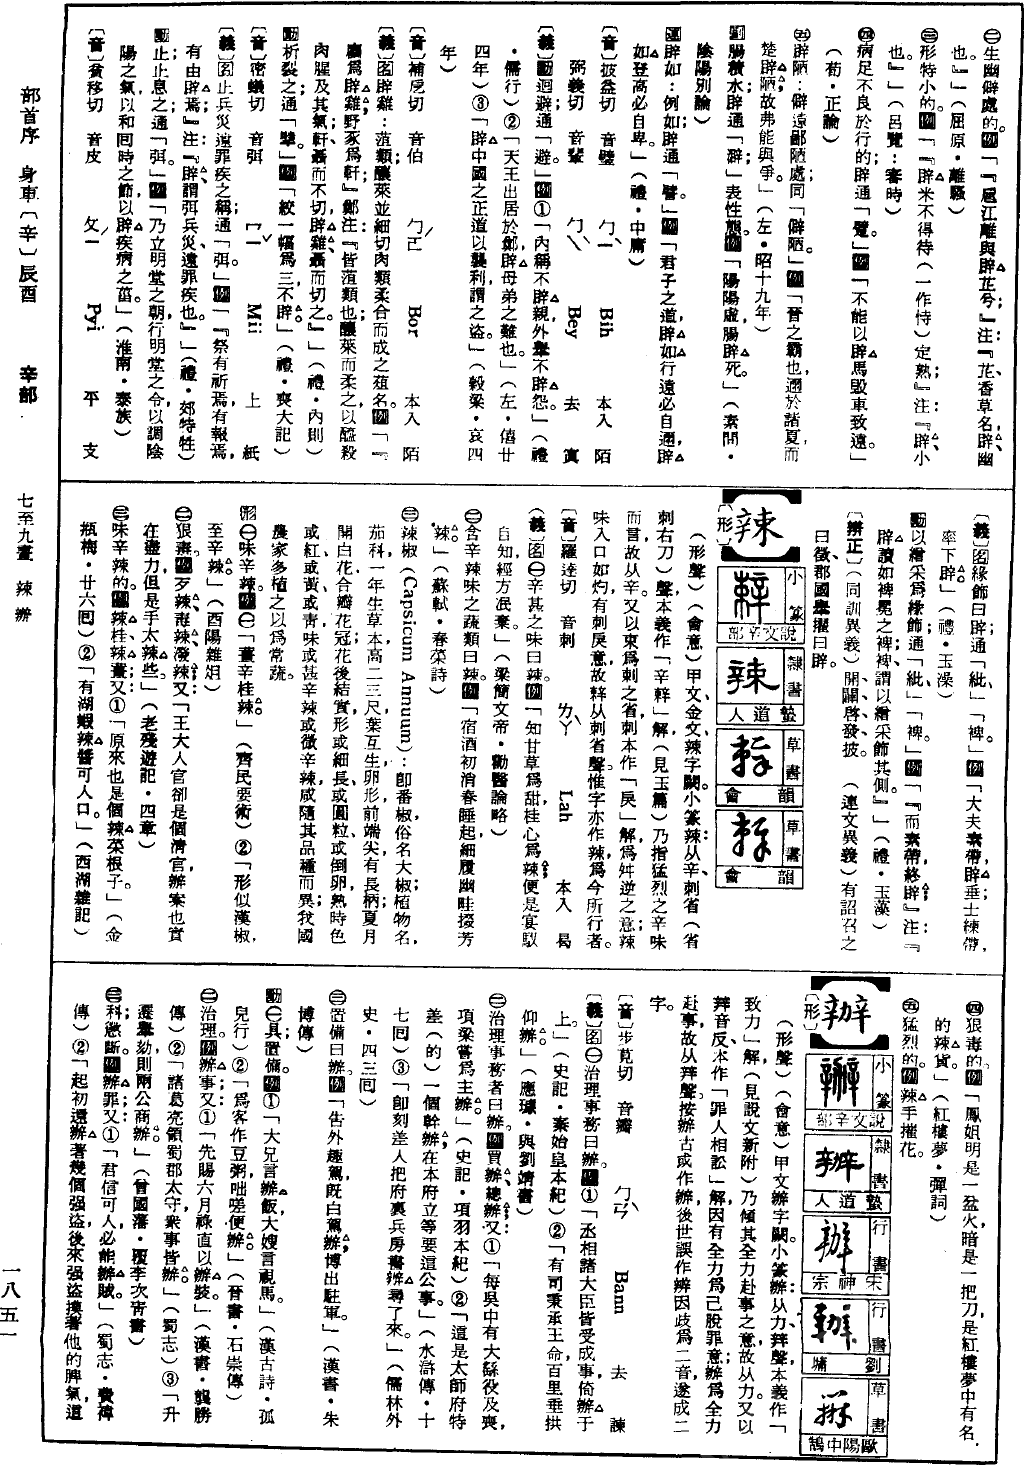 ㊁生幽僻處的。例「『扈江離與辟芷兮』注：『芷、香草名，辟、幽
也。』」（屈原・離騷）
㊂形特小的。例「『辟米不得待（一作恃）定熟』注：『辟、小
也。』」（呂覽：審時）
㊃病足不良於行的；辟通「躄」。例「不能以辟馬毀車致遠。」
（荀・正論）
㊄辟陋：僻遠鄙陋處；同「僻陋」。例「晉之霸也，邇於諸夏，而
楚辟陋，故弗能與爭。」（左・昭十九年）
腸積水；辟通「澼」。表性態。例「陽陽虛，腸辟死。」（素問・
陰陽別論）
辟如：例如；辟通「譬」。例「君子之道，辟如行遠必自邇，辟
如登高必自卑。」（禮・中庸）
〔音〕彼益切 音璧 ㄅㄧˋ Bih 本入 陌
弼義切 音鞁 ㄅㄟˋ Bey 去 寘
〔義〕動迴避；通「避」。例①「內稱不辟親，外舉不辟怨。」（禮
・儒行）②「天王出居於鄭，辟母弟之難也。」（左・僖廿
四年）③「辟中國之正道以襲利，謂之盜。」（穀梁・哀四
年）
〔音〕補戹切 音伯 ㄅㄛˊ Bor 本入 陌
〔義〕名辟雞：菹類；釀菜並細切肉類柔合而成之菹名。例「『
麕為辟雞，野豕為軒』鄭注：『皆菹類也；釀菜而柔之以醯，殺
肉腥及其氣。軒、聶而不切，辟雞、聶而切之。』」（禮・內則）
動析裂之；通「擘」。例「絞一幅為三，不辟。」（禮・喪大記）
〔音〕密蟻切 音弭 ㄇㄧˇ Mii 上 紙
〔義〕名止兵災，遠罪疾之稱；通「弭」。例「『祭有祈焉，有報焉，
有由辟焉』注：『辟、謂弭兵災、遠罪疾也。』」（禮・郊特牲）
動止；止息之；通「弭」。例「乃立明堂之朝，行明堂之令，以調陰
陽之氣，以和四時之節，以辟疾病之菑。」（淮南・泰族）
〔音〕貧移切 音皮 ㄆㄧˊ Pyi 平 支
〔義〕名緣飾曰辟；通「紕」、「裨」。例「大夫素帶，辟垂；士練帶，
率下辟。」（禮・玉藻）
動以繒采為緣飾；通「紕」、「裨」。例「『而素帶終辟』注：『
辟讀如裨冕之裨，裨謂以繒采飾其側。』」（禮・玉藻）
〔辨正〕（同訓異義）開、闢、啓、發、披。 （連文異義）有詔召之
曰徵，郡國舉擢曰辟。
辣
小篆 說文辛部
隸書 蟄道人
草書 韻會
草書 韻會
〔形〕
（形聲）（會意）甲文、金文辣字闕。小篆辣：从辛，刺省（省
刺右刀）聲，本義作「辛辢」解（見玉篇），乃指猛烈之辛味
而言，故从辛。又以束為刺之省，刺本作「戾」解，為舛逆之意；辣
味入口如灼，有刺戾意，故辢从刺省聲。惟字亦作辣，為今所行者。
〔音〕羅達切 音剌 ㄌㄚˋ Lah 本入 曷
〔義〕名㊀辛甚之味曰辣。例「知甘草為甜，桂心為辣，便是宴馭
自知，經方泯棄。」（梁簡文帝・勸醫論略）
㊁含辛辣味之蔬類曰辣。例「宿酒初消春睡起，細履幽畦掇芳
辣。」（蘇軾・春菜詩）
㊂辣椒（Capsicum Annuum）：即番椒，俗名大椒；植物名，
茄科，一年生草本，高二三尺，葉互生，卵形，前端尖，有長柄，夏月
開白花，合瓣花冠，花後結實，形或細長、或圓粒、或倒卵，熟時色
或紅、或黃、或青，味或甚辛辣、或微辛辣，咸隨其品種而異，我國
農家多植之以為常蔬。
形㊀味辛辣。例㊀「薑辛桂辣。」（齊民要術）②「形似漢椒，
至辛辣。」（酉陽雜俎）
㊁狠毒。例歹辣、毒辣、潑辣；又：「王大人官卻是個清官，辦案也實
在盡力，但是手太辣些。」（老殘遊記・四章）
㊂味辛辣的。例辣桂、辣薑；又：①「原來也是個辣菜根子。」（金
瓶梅・廿六回）②「有湖蝦辣醬可人口。」（西湖雜記）
㊃狠毒的。例「鳳姐明是一盆火，暗是一把刀，是紅樓夢中有名
的辣貨。」（紅樓夢・彈詞）
㊄猛烈的。例辣手摧花。
辦
小篆 說文辛部
隸書 蟄道人
行書 宋神宗
行書 劉墉
草書 歐陽中鵠
〔形〕
（形聲）（會意）甲文辦字闕。小篆辦：从力，辡聲，本義作「
致力」解（見說文新附），乃傾其全力赴事之意，故从力。又以
辡音反，本作「罪人相訟」解，因有全力為己脫罪意；辦為全力
赴事，故从辡聲。按：辦古或作辨，後世誤作辨，因歧為二音，遂成二
字。
〔音〕步莧切 音瓣 ㄅㄢˋ Bann 去 諫
〔義〕名㊀治理事務曰辦。例①「丞相諸大臣皆受成事，倚辦於
上。」（史記・秦始皇本紀）②「有司秉承王命，百里垂拱
仰辦。」（應璩・與劉靖書）
㊁治理事務者曰辦。例買辦、總辦；又：①「每吳中有大繇役及喪，
項梁嘗為主辦。」（史記・項羽本紀）②「這是太師府特
差（的）一個幹辦，在本府立等要這公事。」（水滸傳・十
七回）③「即刻差人把府裏兵房書辦尋了來。」（儒林外
史・四三回）
㊂置備曰辦。例「告外趣駕，既白駕辦，博出駐軍。」（漢書・朱
博傳）
動㊀具；置備。例①「大兄言辦飯，大嫂言視馬。」（漢古詩・孤
兒行）②「為客作豆粥，咄嗟便辦。」（晉書・石崇傳）
㊁治理。例辦事；又：①「先賜六月祿，直以辦裝。」（漢書・龔勝
傳）②「諸葛亮領蜀郡太守，衆事皆辦。」（蜀志）③「升
遷舉劾，則兩公商辦。」（曾國藩・覆李次青書）
㊂科；懲；斷。例辦罪；又：①「君信可人，必能辦賊。」（蜀志・費禕
傳）②「起初還辦著幾個强盜，後來强盜摸著他的脾氣，這
部首序 身車（辛）辰酉 辛部 七至九畫 辣 辦 一八五一